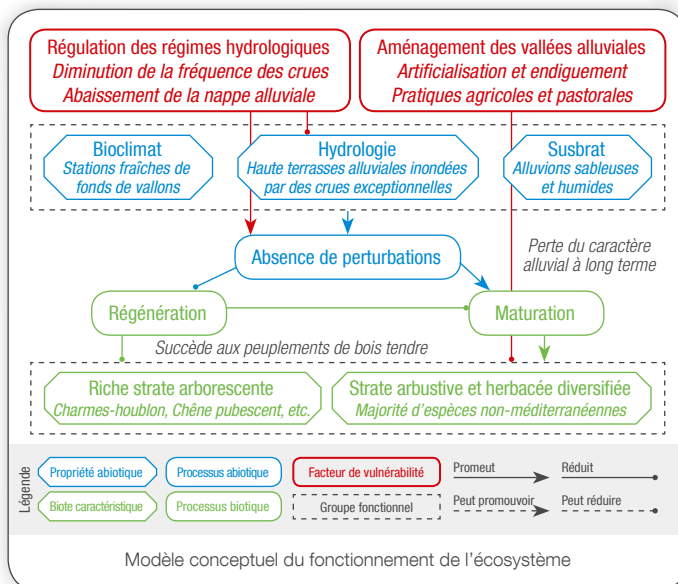 Régulation des régimes hydrologiques
Diminution de la fréquence des crues
Abaissement de la nappe alluviale
Aménagement des vallées alluviales
Artificialisation et endiguement
Pratiques agricoles et pastorales
Bioclimat
Stations fraîches de
fonds de vallons
Hydrologie
Haute terrasses alluviales inondées
par des crues exceptionnelles
Susbrat
Alluvions sableuses
et humides
Absence de perturbations
Perte du caractère
alluvial à long terme
Régénération
Maturation
Succède aux peuplements de bois tendre
Riche strate arborescente
Charmes-houblon, Chêne pubescent, etc.
Strate arbustive et herbacée diversifiée
Majorité d'espèces non-méditerranéennes
Légende
Propriété abiotique
Processus abiotique
Facteur de vulnérabilité
Promeut
Réduit
Biote caractéristique
Processus biotique
Groupe fonctionnel
Peut promouvoir
Peut réduire
Modèle conceptuel du fonctionnement de l'écosystème